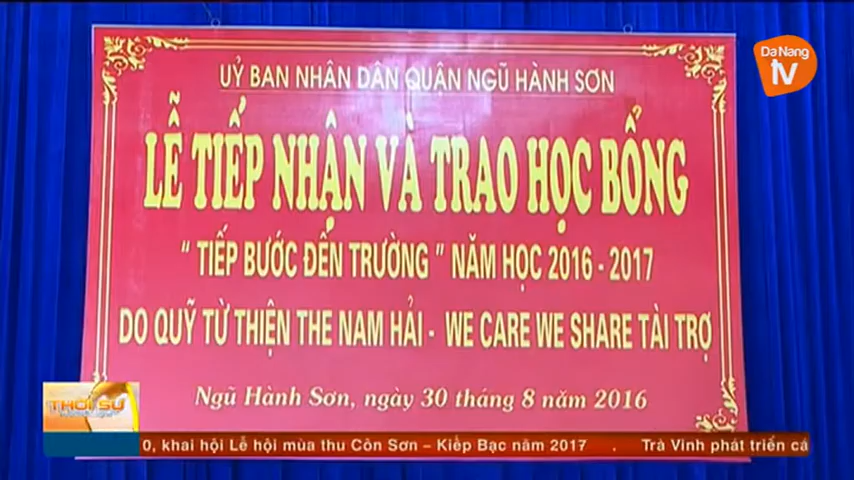 Da Nang
tv
UỶ BAN NHÂN DÂN QUẬN NGŨ HÀNH SƠN
LỄ TIẾP NHẬN VÀ TRAO HỌC BỔNG
“ TIẾP BƯỚC ĐẾN TRƯỜNG ” NĂM HỌC 2016 - 2017
DO QUỸ TỪ THIỆN THE NAM HẢI - WE CARE WE SHARE TÀI TRỢ
Ngũ Hành Sơn, ngày 30 tháng 8 năm 2016
THỜI SỰ
0, khai hội Lễ hội mùa thu Côn Sơn – Kiếp Bạc năm 2017 . Trà Vinh phát triển cá